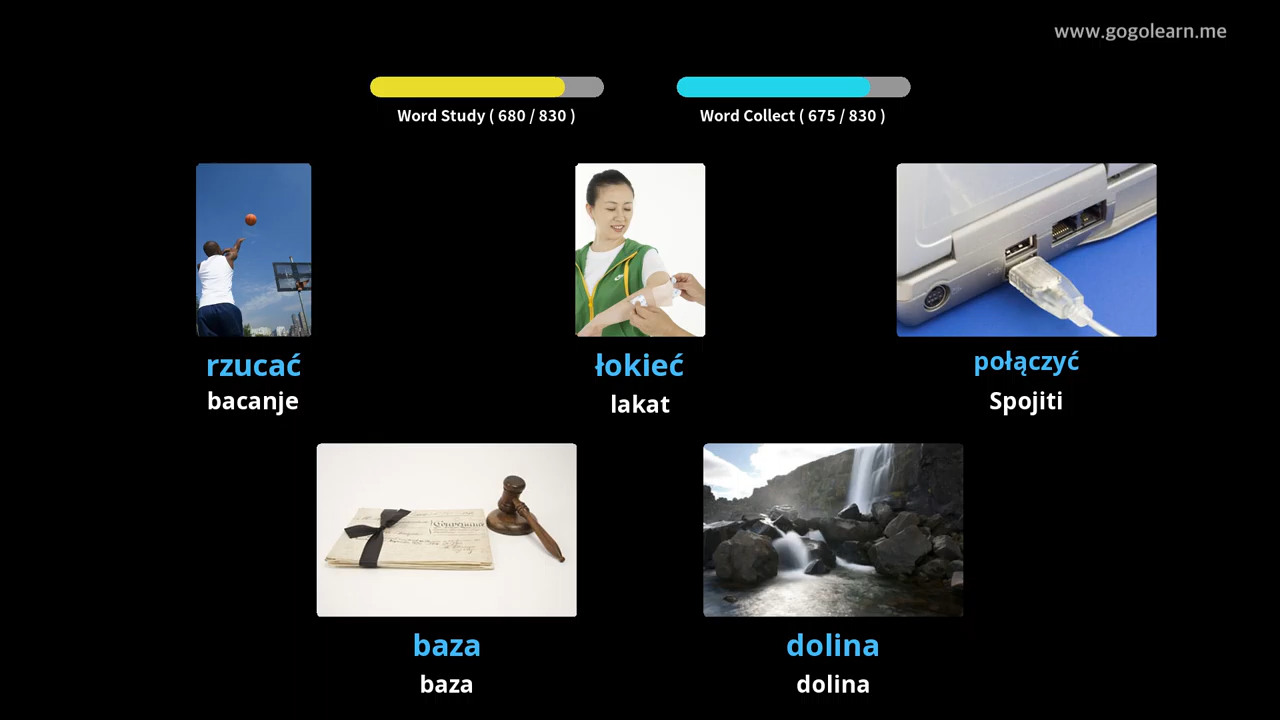 www.gogolearn.me
Word Study ( 680 / 830 )
Word Collect ( 675 / 830 )
rzucać
bacanje
łokieć
lakat
połączyć
Spojiti
baza
baza
dolina
dolina